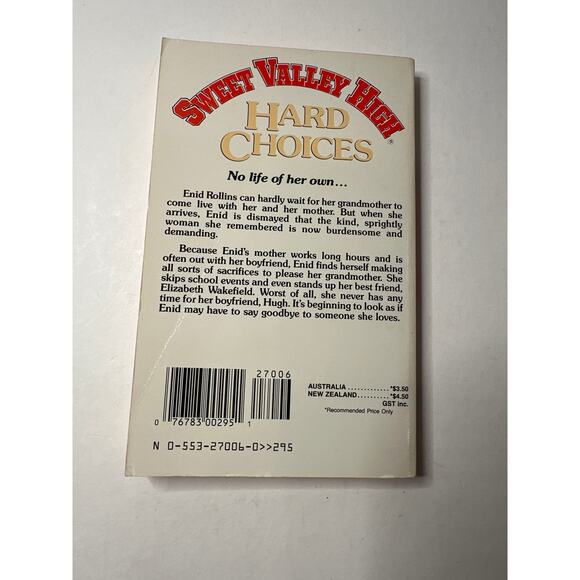 SWEET VALLEY HIGH®
HARD
CHOICES
No life of her own...
Enid Rollins can hardly wait for her grandmother to
come live with her and her mother. But when she
arrives, Enid is dismayed that the kind, sprightly
woman she remembered is now burdensome and
demanding.
Because Enid's mother works long hours and is
often out with her boyfriend, Enid finds herself making
all sorts of sacrifices to please her grandmother. She
skips school events and even stands up her best friend,
Elizabeth Wakefield. Worst of all, she never has any
time for her boyfriend, Hugh. It's beginning to look as if
Enid may have to say goodbye to someone she loves.
27006
0 76783 00295 1
AUSTRALIA .............*$3.50
NEW ZEALAND..........*$4.50
GST inc.
*Recommended Price Only
N 0-553-27006-0>>295